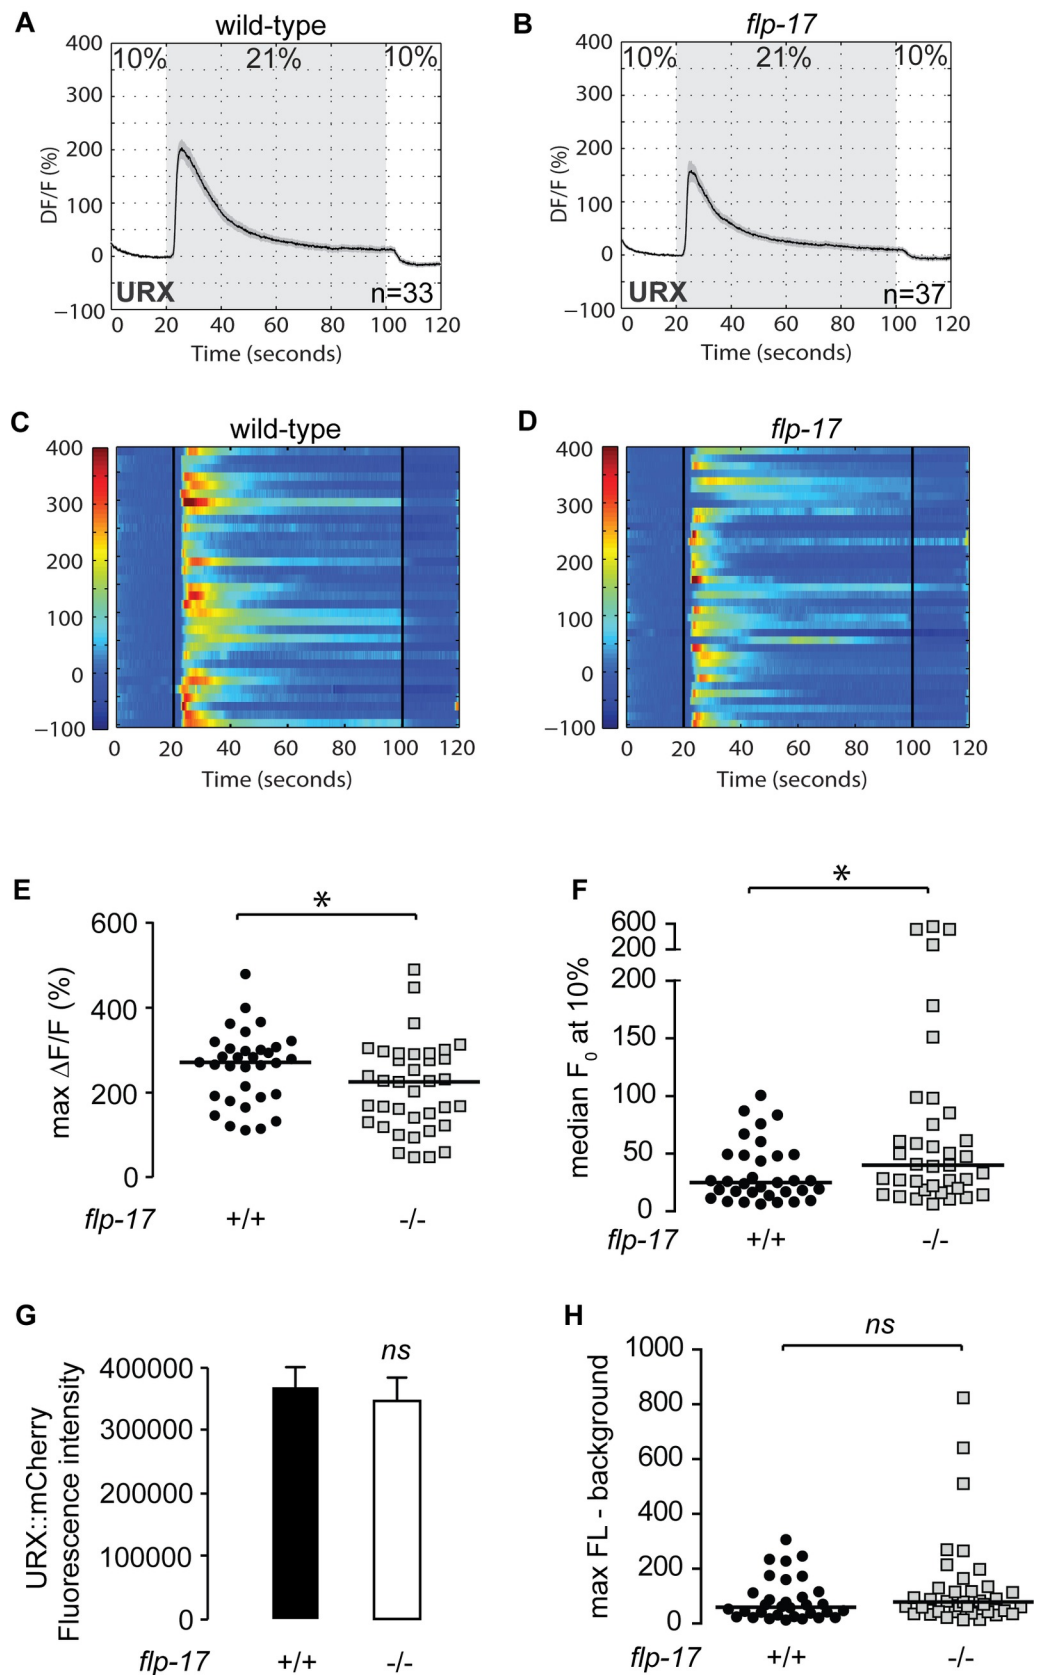 A
wild-type
400
300
200
100
0
−100
DF/F (%)
10%
21%
10%
URX
n=33
0 20 40 60 80 100 120
Time (seconds)
B
flp-17
400
300
200
100
0
−100
DF/F (%)
10%
21%
10%
URX
n=37
0 20 40 60 80 100 120
Time (seconds)
C
wild-type
400
300
200
100
0
−100
0 20 40 60 80 100 120
Time (seconds)
D
flp-17
400
300
200
100
0
−100
0 20 40 60 80 100 120
Time (seconds)
E
*
600
400
200
0
max ΔF/F (%)
flp-17 +/+ -/-
F
*
600
200
200
150
100
50
0
median F0 at 10%
flp-17 +/+ -/-
G
ns
400000
300000
200000
100000
0
URX::mCherry
Fluorescence intensity
flp-17 +/+ -/-
H
ns
1000
800
600
400
200
0
max FL - background
flp-17 +/+ -/-